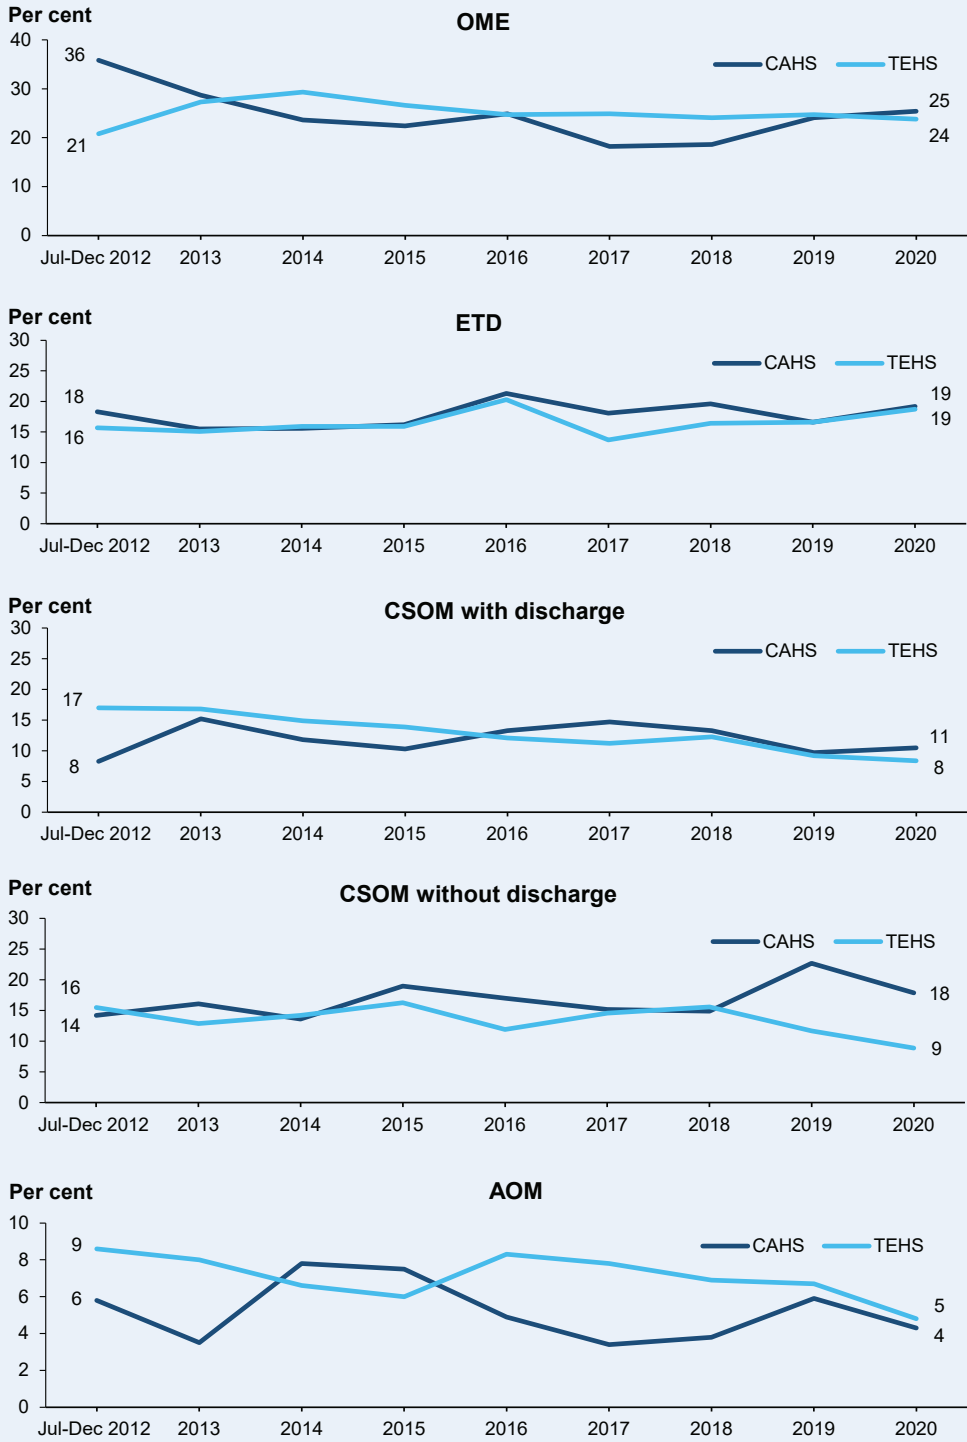 Per cent
OME
40
36
CAHS TEHS
30
25
20
21
24
10
0
Jul-Dec 2012 2013 2014 2015 2016 2017 2018 2019 2020
Per cent
ETD
30
CAHS TEHS
25
18
19
20
15
16
19
10
5
0
Jul-Dec 2012 2013 2014 2015 2016 2017 2018 2019 2020
Per cent
CSOM with discharge
30
CAHS TEHS
25
20
17
15
11
10
8
8
5
0
Jul-Dec 2012 2013 2014 2015 2016 2017 2018 2019 2020
Per cent
CSOM without discharge
30
CAHS TEHS
25
20
16
18
15
14
10
9
5
0
Jul-Dec 2012 2013 2014 2015 2016 2017 2018 2019 2020
Per cent
AOM
10
9
CAHS TEHS
8
6
6
5
4
4
2
0
Jul-Dec 2012 2013 2014 2015 2016 2017 2018 2019 2020